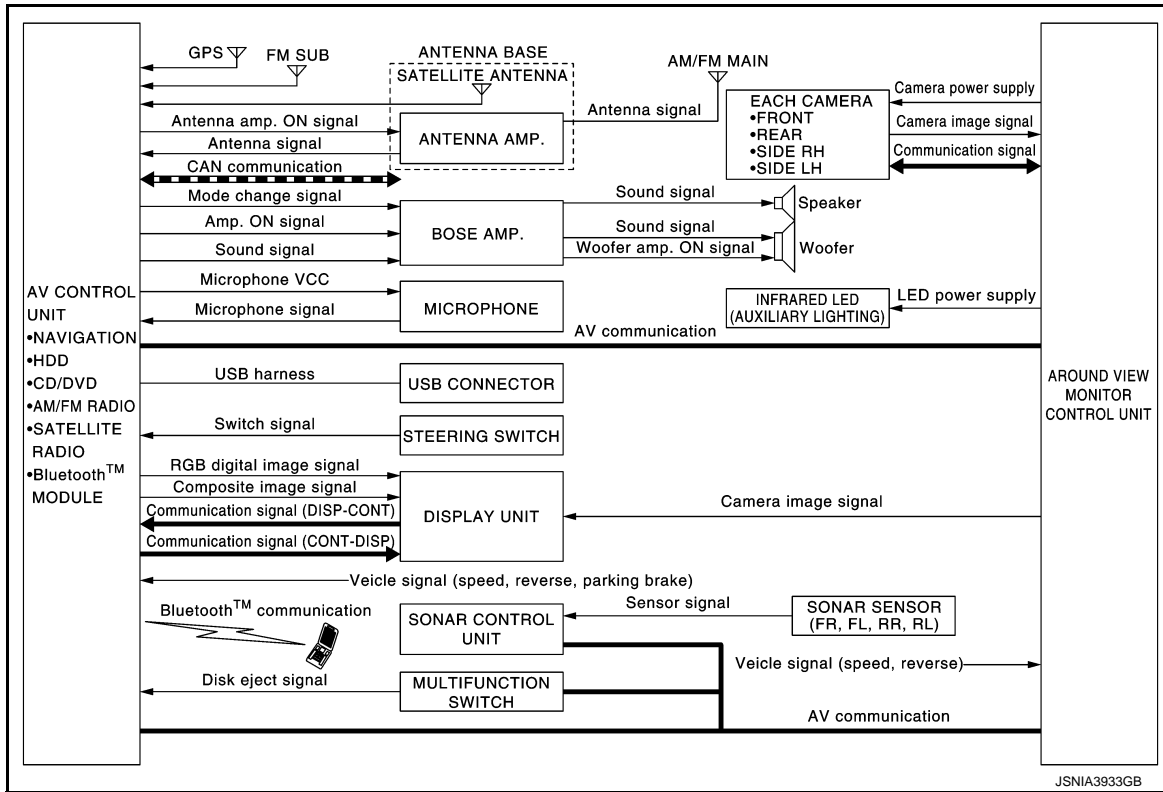 GPS
FM SUB
ANTENNA BASE
SATELLITE ANTENNA
AM/FM MAIN
Antenna signal
Antenna amp. ON signal
Antenna signal
ANTENNA AMP.
CAN communication
EACH CAMERA
•FRONT
•REAR
•SIDE RH
•SIDE LH
Camera power supply
Camera image signal
Communication signal
Mode change signal
Amp. ON signal
Sound signal
BOSE AMP.
Sound signal
Speaker
Sound signal
Woofer amp. ON signal
Woofer
Microphone VCC
Microphone signal
MICROPHONE
INFRARED LED
(AUXILIARY LIGHTING)
LED power supply
AV communication
AV CONTROL
UNIT
•NAVIGATION
•HDD
•CD/DVD
•AM/FM RADIO
•SATELLITE
RADIO
•Bluetooth™
MODULE
USB harness
USB CONNECTOR
Switch signal
STEERING SWITCH
AROUND VIEW
MONITOR
CONTROL UNIT
RGB digital image signal
Composite image signal
Communication signal (DISP-CONT)
Communication signal (CONT-DISP)
DISPLAY UNIT
Camera image signal
Veicle signal (speed, reverse, parking brake)
Bluetooth™ communication
SONAR CONTROL
UNIT
Sensor signal
SONAR SENSOR
(FR, FL, RR, RL)
Veicle signal (speed, reverse)
Disk eject signal
MULTIFUNCTION
SWITCH
AV communication
JSNIA3933GB